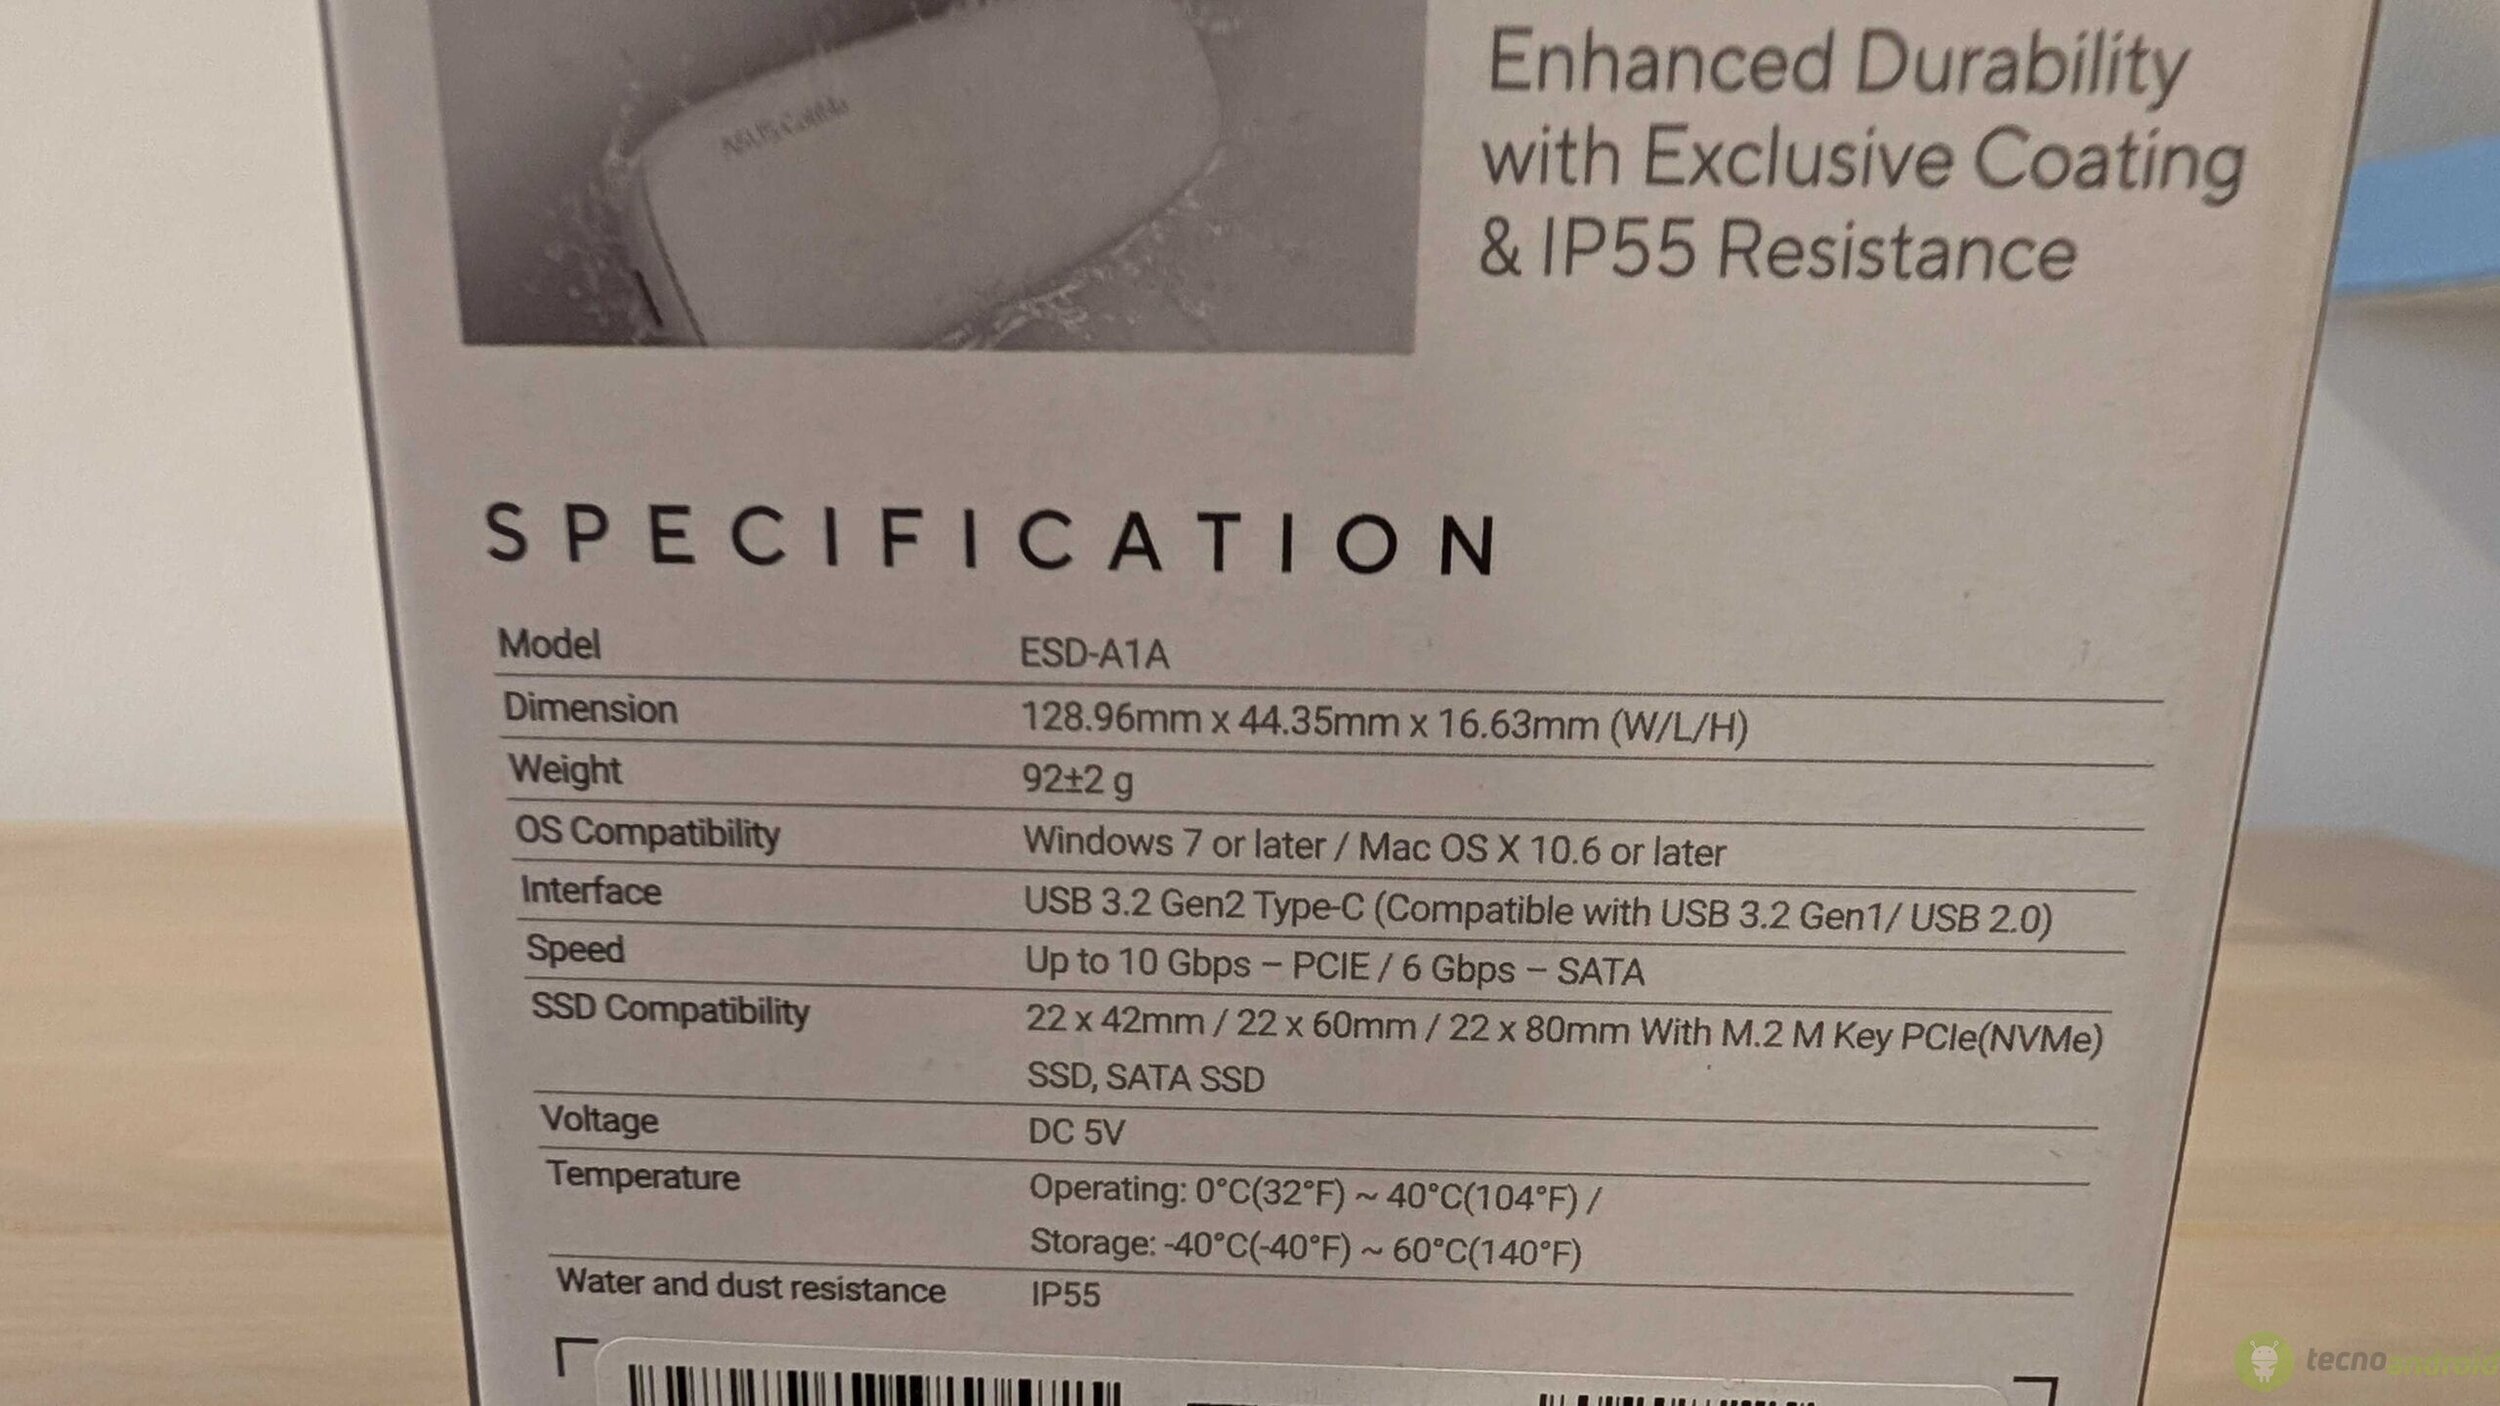 ASUS Cobble
Enhanced Durability
with Exclusive Coating
& IP55 Resistance
SPECIFICATION
Model ESD-A1A
Dimension 128.96mm x 44.35mm x 16.63mm (W/L/H)
Weight 92±2 g
OS Compatibility Windows 7 or later / Mac OS X 10.6 or later
Interface USB 3.2 Gen2 Type-C (Compatible with USB 3.2 Gen1/ USB 2.0)
Speed Up to 10 Gbps – PCIE / 6 Gbps – SATA
SSD Compatibility 22 x 42mm / 22 x 60mm / 22 x 80mm With M.2 M Key PCIe(NVMe)
SSD, SATA SSD
Voltage DC 5V
Temperature Operating: 0°C(32°F) ~ 40°C(104°F) /
Storage: -40°C(-40°F) ~ 60°C(140°F)
Water and dust resistance IP55
tecnoandroid